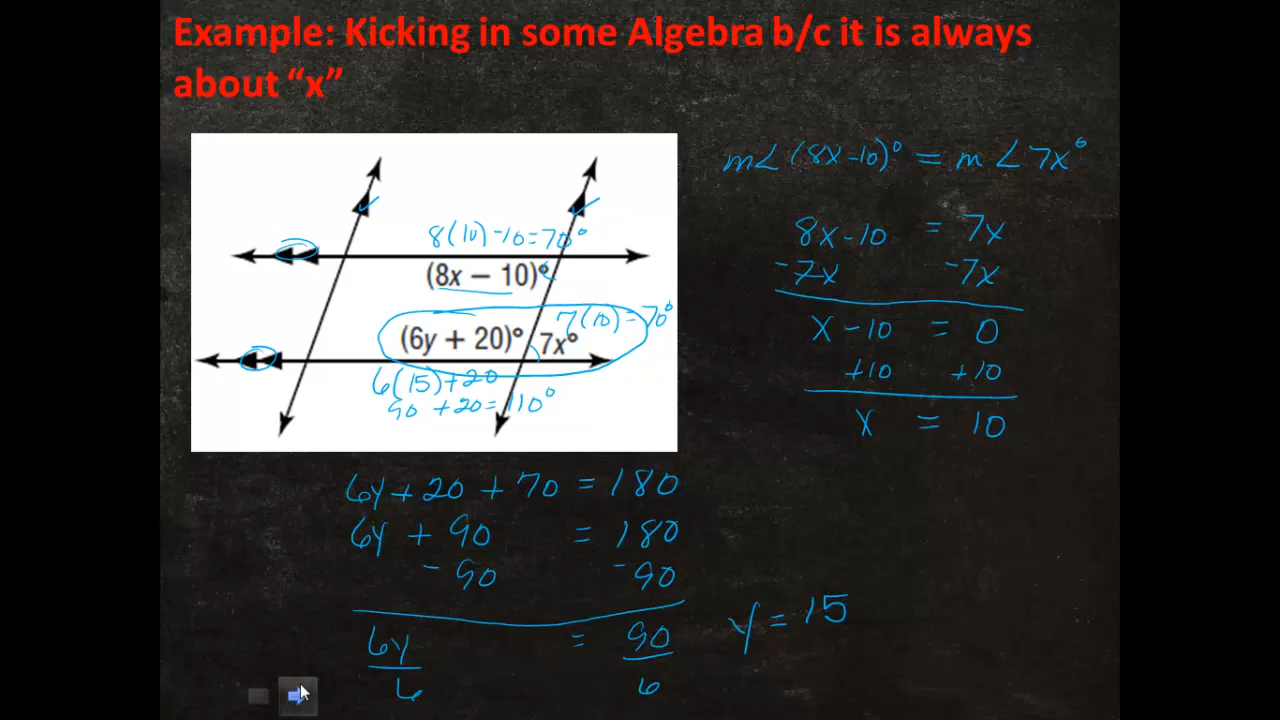 Example: Kicking in some Algebra b/c it is always
about “x”
8(10)-10=70°
(8x − 10)°
7(10)=70°
(6y + 20)° 7x°
6(15)+20
90 +20=110°
m∠(8x-10)° = m∠7x°
8x-10 = 7x
-7x -7x
x-10 = 0
+10 +10
x = 10
6y+20+70=180
6y+90 =180
-90 -90
6y = 90
6 6
y=15